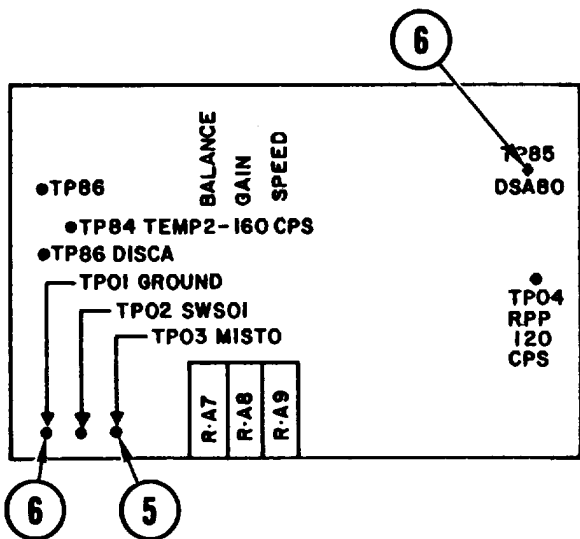 6
BALANCE
GAIN
SPEED
TP85
DSA80
TP86
TP84 TEMP2-160 CPS
TP86 DISCA
TP01 GROUND
TP02 SWS01
TP03 MISTO
TP04
RPP
120
CPS
R-A7
R-A8
R-A9
6
5